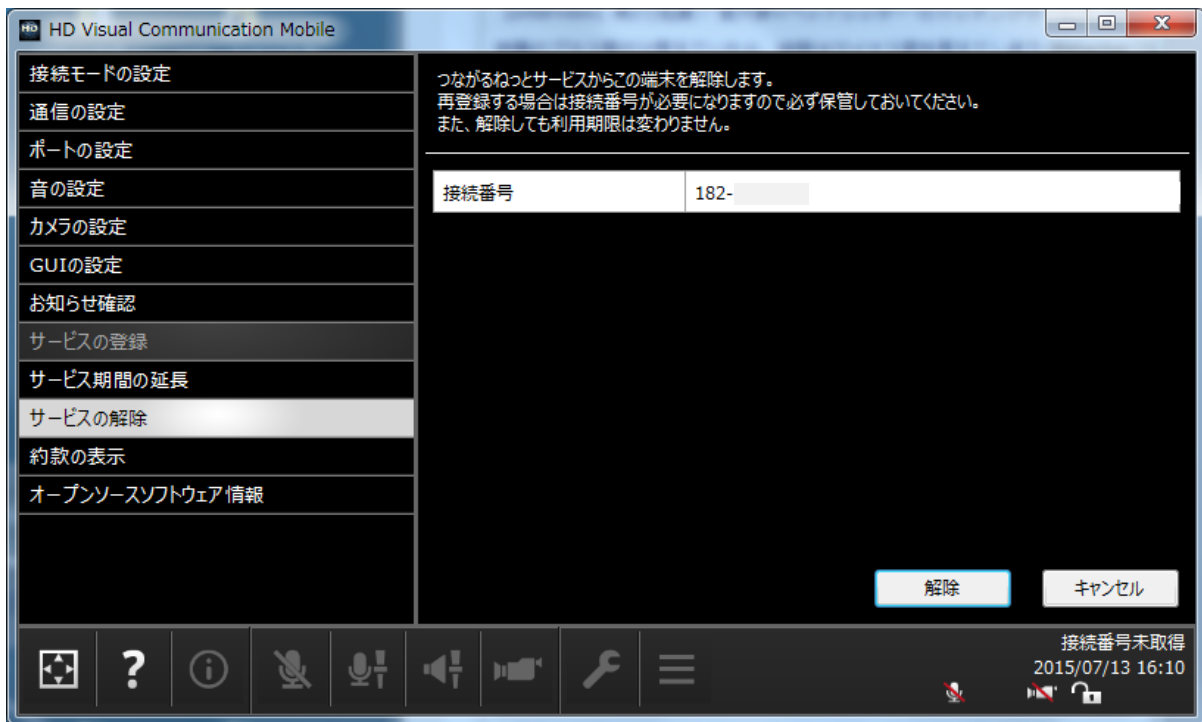 HD Visual Communication Mobile
接続モードの設定
通信の設定
ポートの設定
音の設定
カメラの設定
GUIの設定
お知らせ確認
サービスの登録
サービス期間の延長
サービスの解除
約款の表示
オープンソースソフトウェア情報
つながるねっとサービスからこの端末を解除します。
再登録する場合は接続番号が必要になりますので必ず保管しておいてください。
また、解除しても利用期限は変わりません。
接続番号 182-
解除 キャンセル
接続番号未取得
2015/07/13 16:10